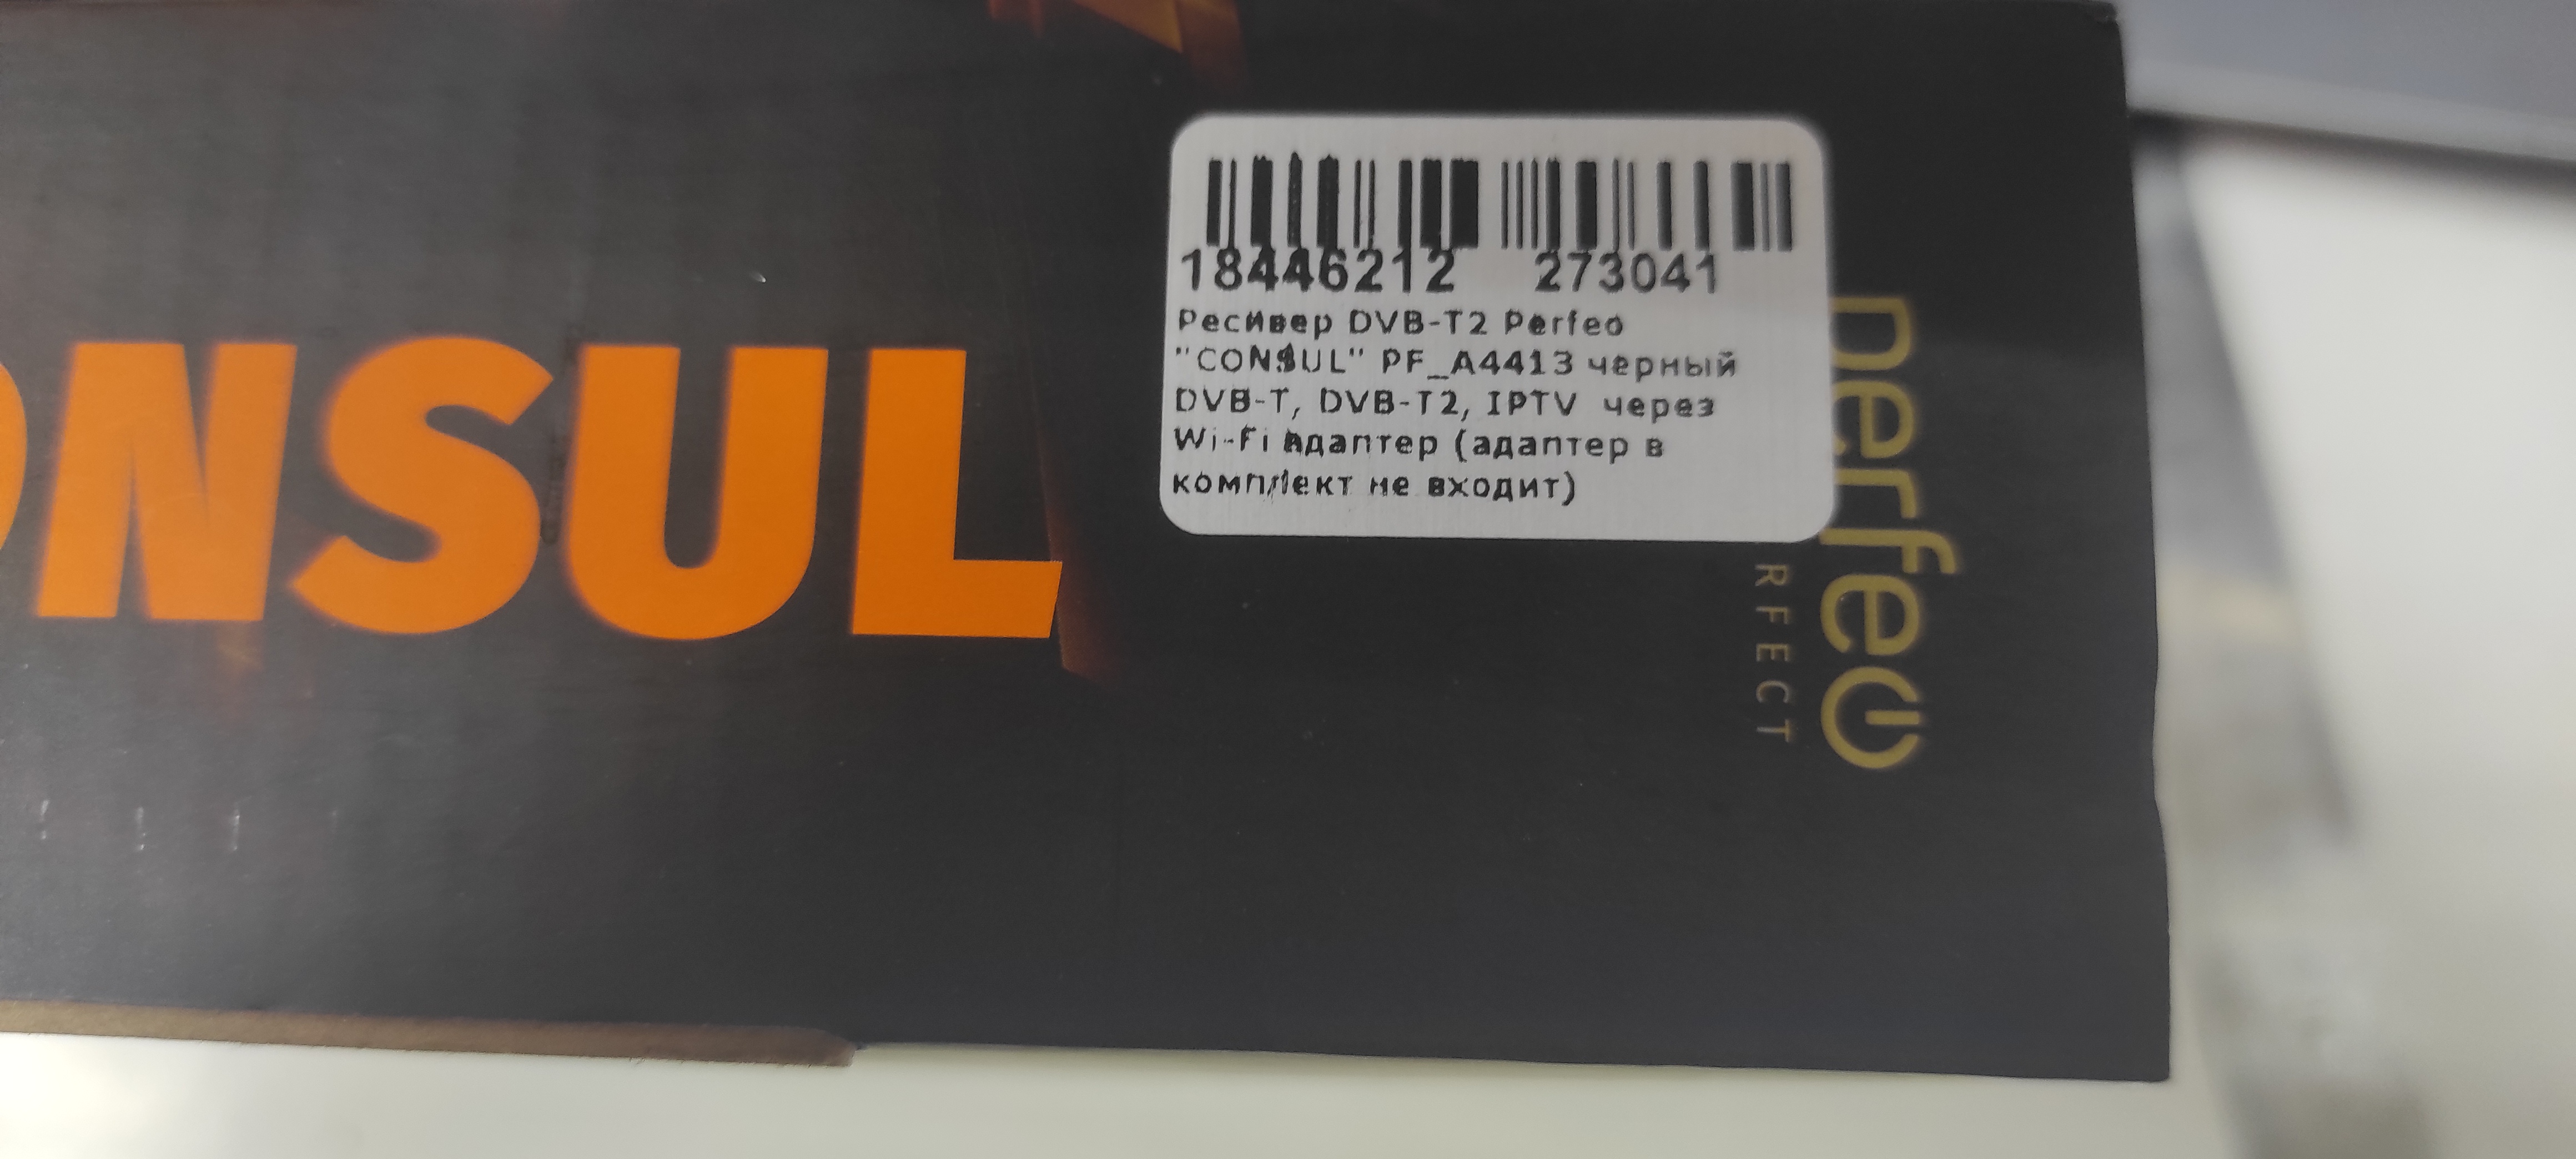 ONSUL
18446212 273041
Ресивер DVB-T2 Perfeo
"CONSUL" PF_A4413 черный
DVB-T, DVB-T2, IPTV через
Wi-Fi адаптер (адаптер в
комплект не входит)
perfeo
RFECT